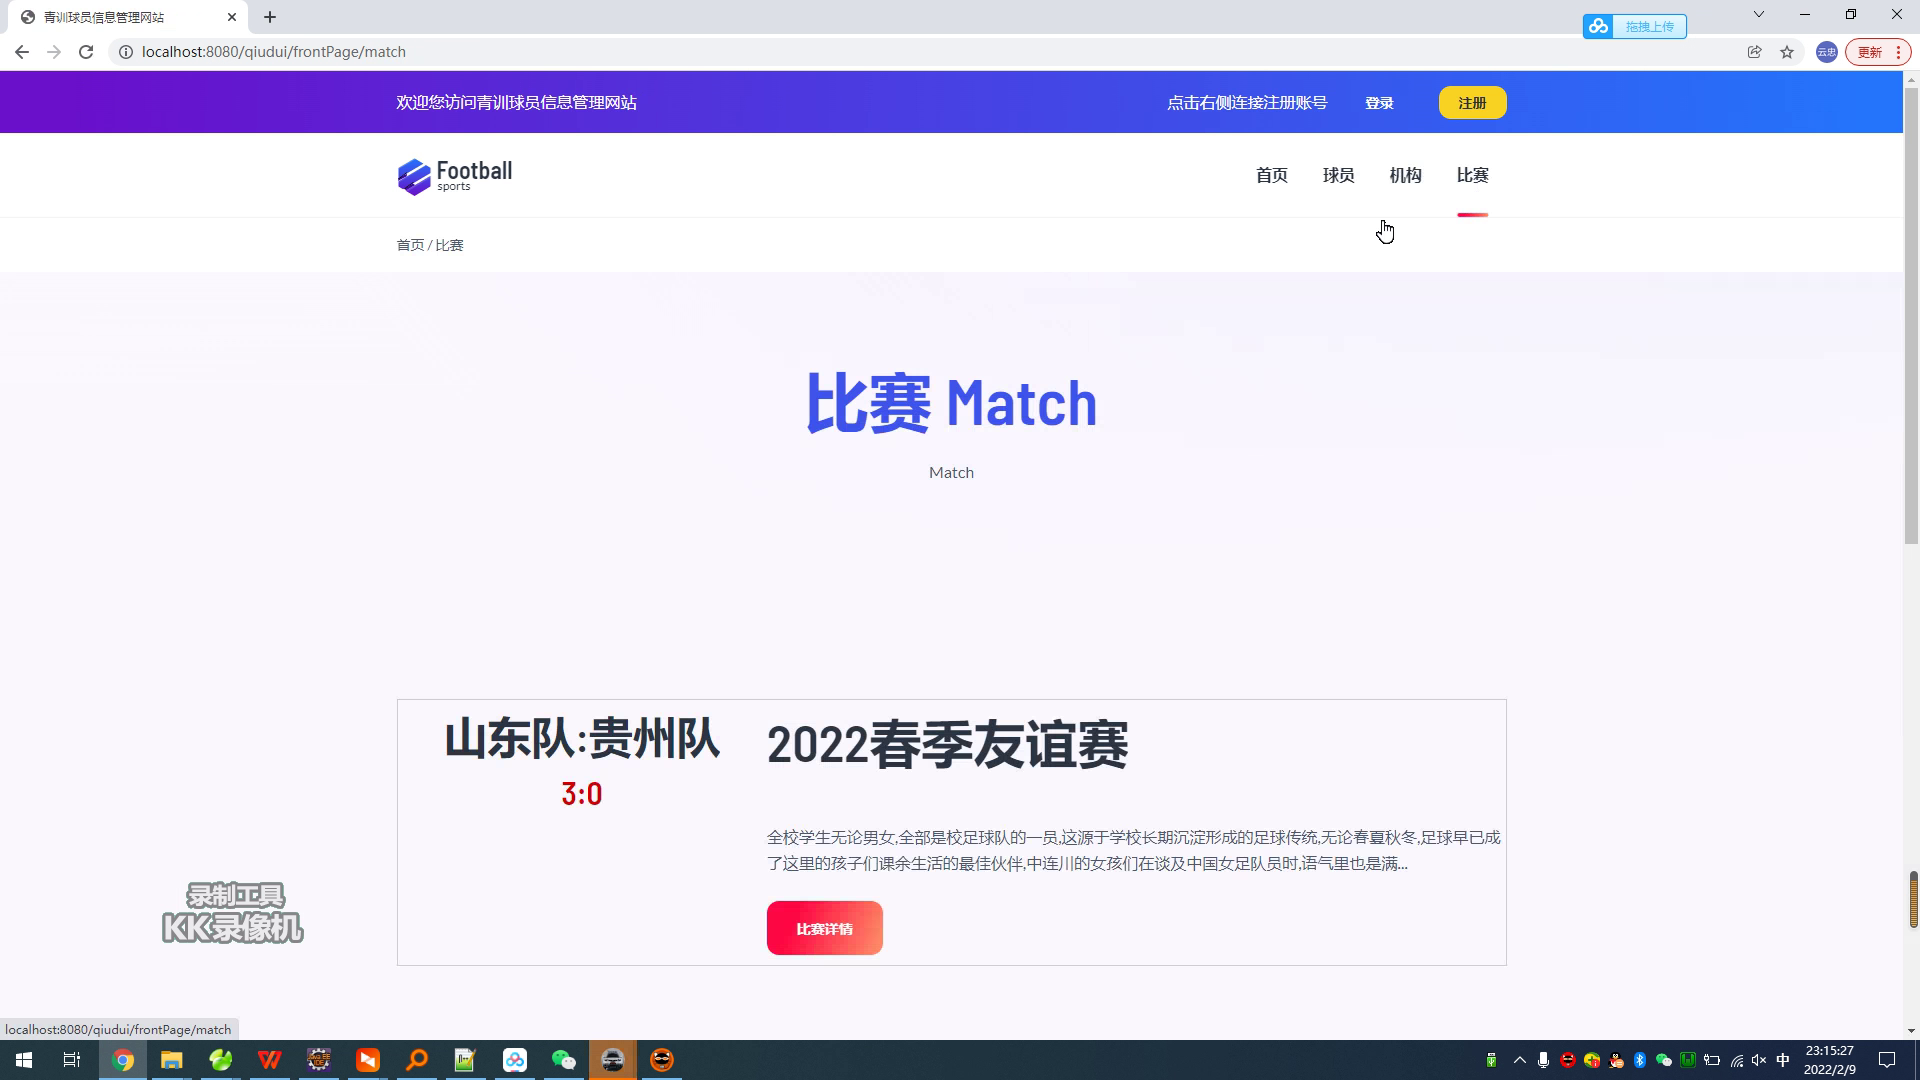 青训球员信息管理网站
拖拽上传
localhost:8080/qiudui/frontPage/match
云忠
更新
欢迎您访问青训球员信息管理网站
点击右侧连接注册账号
登录
注册
Football
sports
首页
球员
机构
比赛
首页 / 比赛
比赛 Match
Match
山东队:贵州队
3:0
2022春季友谊赛
全校学生无论男女,全部是校足球队的一员,这源于学校长期沉淀形成的足球传统,无论春夏秋冬,足球早已成
了这里的孩子们课余生活的最佳伙伴,中连川的女孩们在谈及中国女足队员时,语气里也是满...
比赛详情
录制工具
KK录像机
localhost:8080/qiudui/frontPage/match
中
23:15:27
2022/2/9